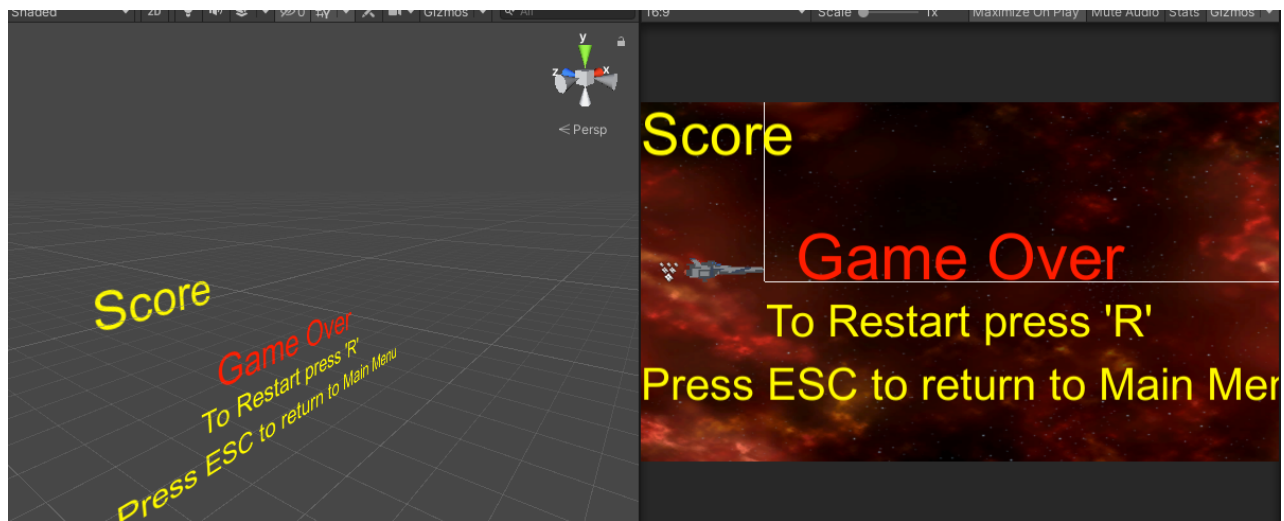 Shaded
2D
Gizmos
All
16:9
Scale
1x
Maximize On Play
Mute Audio
Stats
Gizmos
y
z
x
Persp
Score
Game Over
To Restart press 'R'
Press ESC to return to Main Menu
Score
Game Over
To Restart press 'R'
Press ESC to return to Main Men